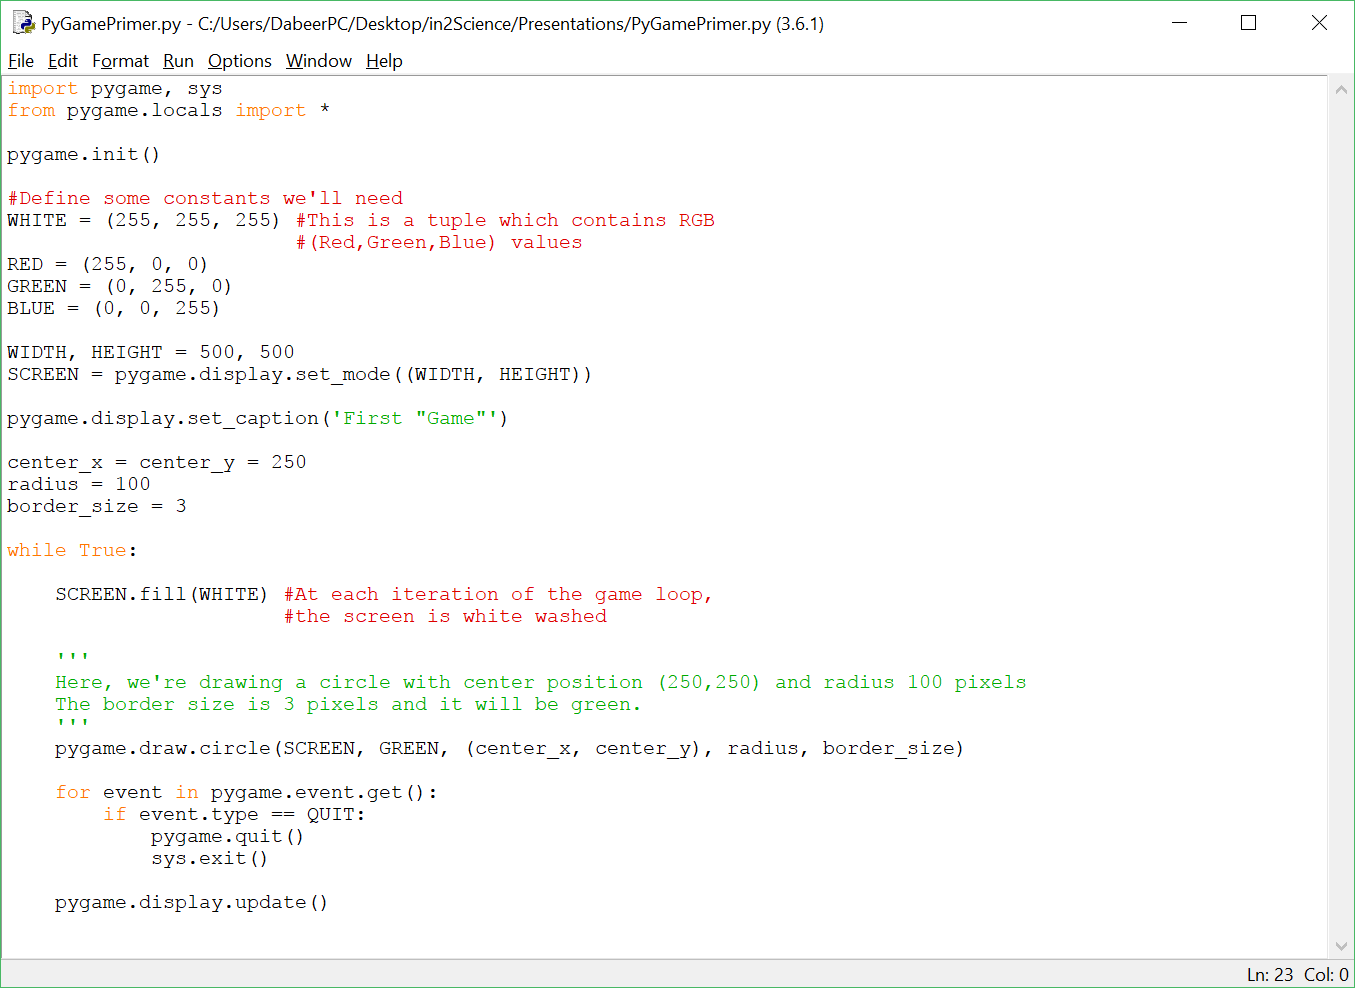 PyGamePrimer.py - C:/Users/DabeerPC/Desktop/in2Science/Presentations/PyGamePrimer.py (3.6.1)
File Edit Format Run Options Window Help
import pygame, sys
from pygame.locals import *
pygame.init()
#Define some constants we'll need
WHITE = (255, 255, 255) #This is a tuple which contains RGB
#(Red,Green,Blue) values
RED = (255, 0, 0)
GREEN = (0, 255, 0)
BLUE = (0, 0, 255)
WIDTH, HEIGHT = 500, 500
SCREEN = pygame.display.set_mode((WIDTH, HEIGHT))
pygame.display.set_caption('First "Game"')
center_x = center_y = 250
radius = 100
border_size = 3
while True:
    SCREEN.fill(WHITE) #At each iteration of the game loop,
                       #the screen is white washed
    '''
    Here, we're drawing a circle with center position (250,250) and radius 100 pixels
    The border size is 3 pixels and it will be green.
    '''
    pygame.draw.circle(SCREEN, GREEN, (center_x, center_y), radius, border_size)
    for event in pygame.event.get():
        if event.type == QUIT:
            pygame.quit()
            sys.exit()
    pygame.display.update()
Ln: 23 Col: 0